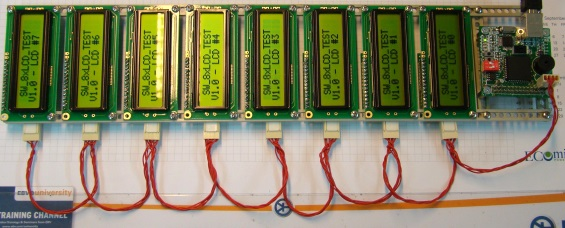 SW_8xLCD_TEST
V1.0 - LCD #7
SW_8xLCD_TEST
V1.0 - LCD #6
SW_8xLCD_TEST
V1.0 - LCD #5
SW_8xLCD_TEST
V1.0 - LCD #4
SW_8xLCD_TEST
V1.0 - LCD #3
SW_8xLCD_TEST
V1.0 - LCD #2
SW_8xLCD_TEST
V1.0 - LCD #1
SW_8xLCD_TEST
V1.0 - LCD #0
university
TRAINING CHANNEL